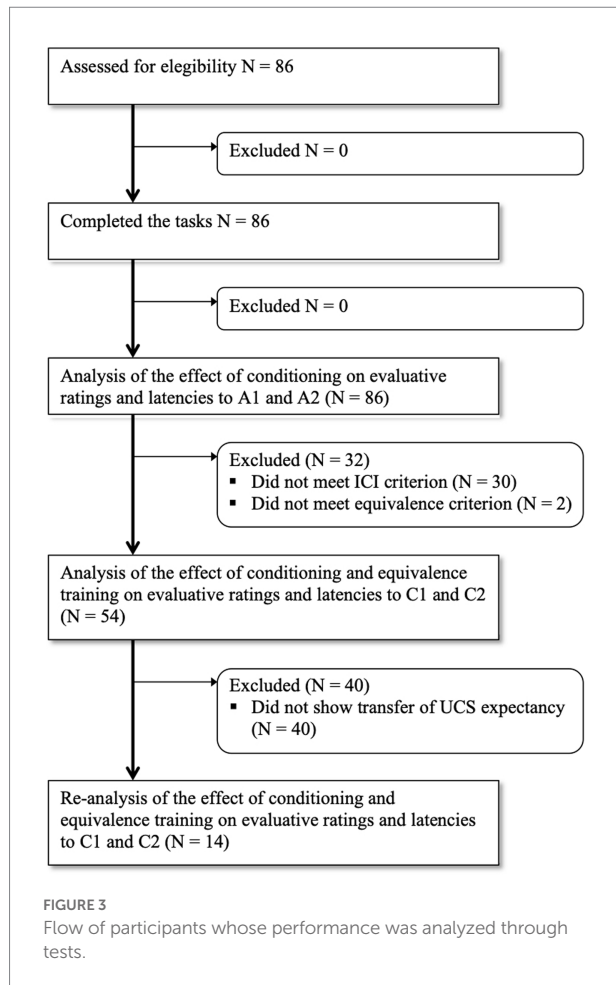 Assessed for elegibility N = 86
Excluded N = 0
Completed the tasks N = 86
Excluded N = 0
Analysis of the effect of conditioning on evaluative
ratings and latencies to A1 and A2 (N = 86)
Excluded (N = 32)
▪ Did not meet ICI criterion (N = 30)
▪ Did not meet equivalence criterion (N = 2)
Analysis of the effect of conditioning and equivalence
training on evaluative ratings and latencies to C1 and C2
(N = 54)
Excluded (N = 40)
▪ Did not show transfer of UCS expectancy
(N = 40)
Re-analysis of the effect of conditioning and
equivalence training on evaluative ratings and latencies
to C1 and C2 (N = 14)
FIGURE 3
Flow of participants whose performance was analyzed through
tests.